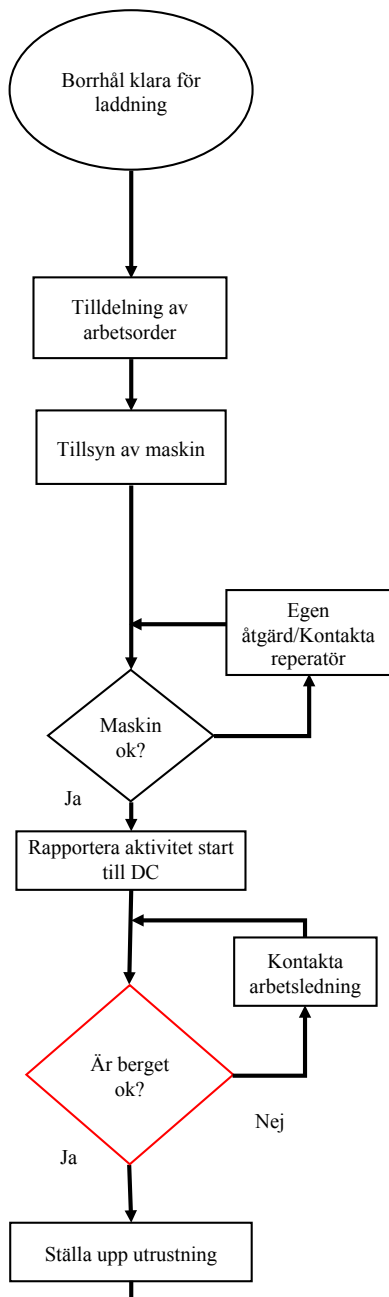 Borrhål klara för
laddning
Tilldelning av
arbetsorder
Tillsyn av maskin
Egen
åtgärd/Kontakta
reperatör
Maskin
ok?
Ja
Rapportera aktivitet start
till DC
Kontakta
arbetsledning
Är berget
ok?
Nej
Ja
Ställa upp utrustning